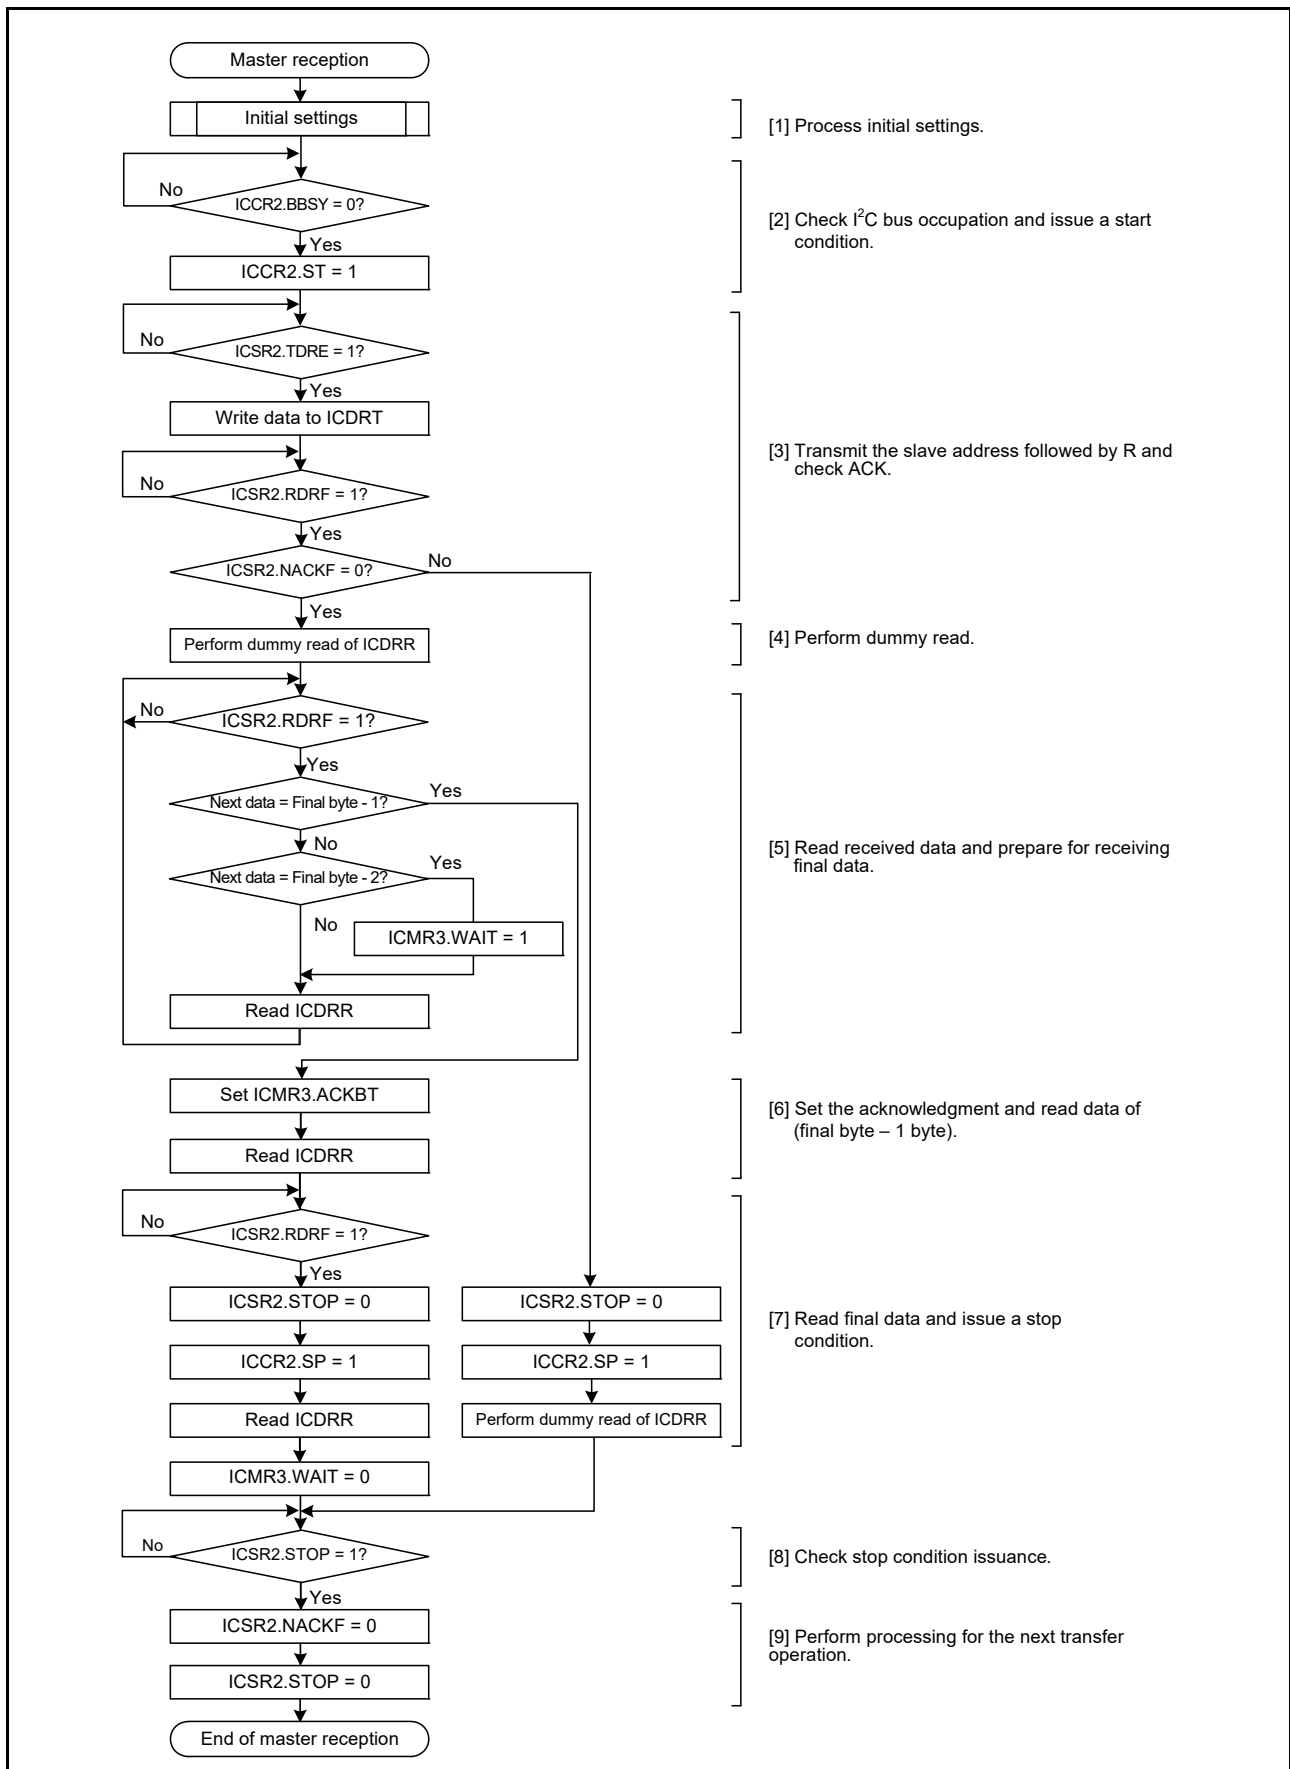 Master reception
Initial settings
[1] Process initial settings.
No
ICCR2.BBSY = 0?
Yes
ICCR2.ST = 1
[2] Check I²C bus occupation and issue a start
condition.
No
ICSR2.TDRE = 1?
Yes
Write data to ICDRT
No
ICSR2.RDRF = 1?
Yes
ICSR2.NACKF = 0?
No
Yes
[3] Transmit the slave address followed by R and
check ACK.
Perform dummy read of ICDRR
[4] Perform dummy read.
No
ICSR2.RDRF = 1?
Yes
Next data = Final byte - 1?
Yes
No
Next data = Final byte - 2?
Yes
No
ICMR3.WAIT = 1
Read ICDRR
[5] Read received data and prepare for receiving
final data.
Set ICMR3.ACKBT
Read ICDRR
[6] Set the acknowledgment and read data of
(final byte – 1 byte).
No
ICSR2.RDRF = 1?
Yes
ICSR2.STOP = 0
ICCR2.SP = 1
Read ICDRR
ICMR3.WAIT = 0
ICSR2.STOP = 0
ICCR2.SP = 1
Perform dummy read of ICDRR
[7] Read final data and issue a stop
condition.
No
ICSR2.STOP = 1?
Yes
[8] Check stop condition issuance.
ICSR2.NACKF = 0
ICSR2.STOP = 0
[9] Perform processing for the next transfer
operation.
End of master reception